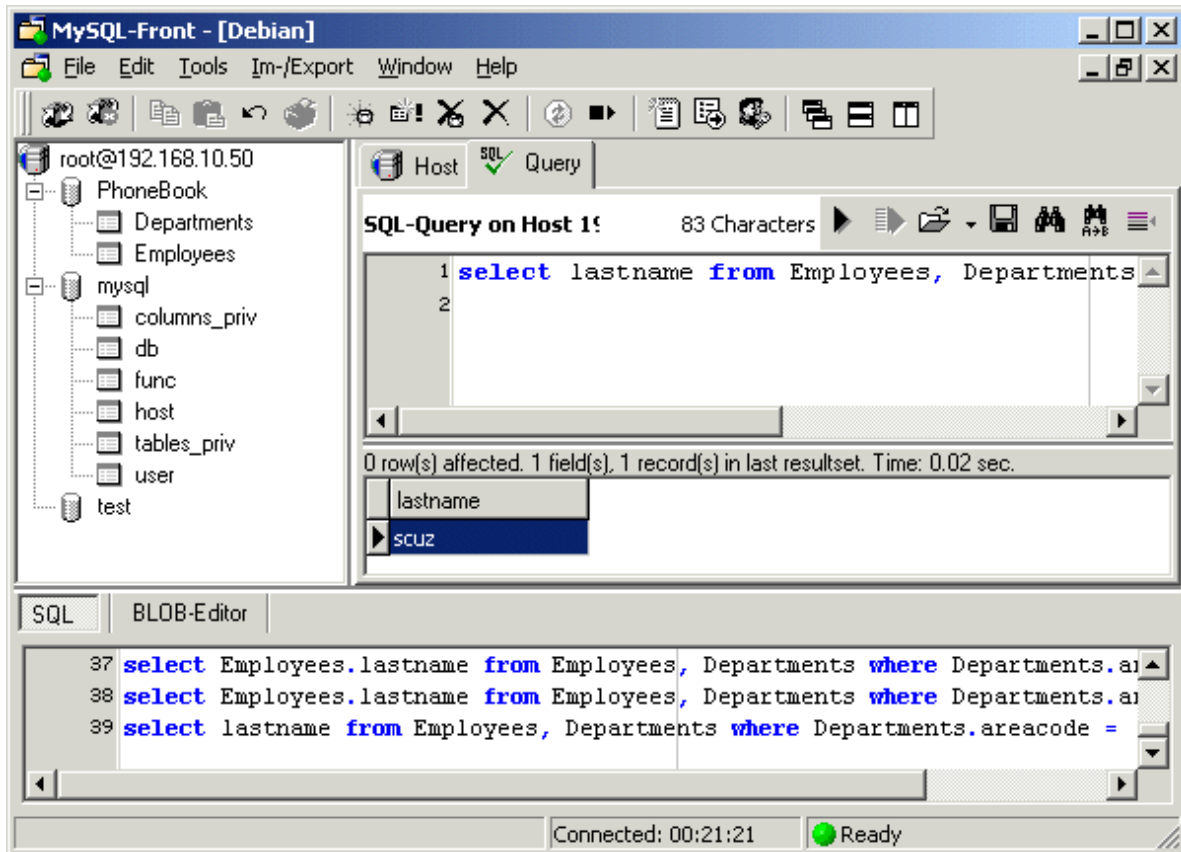 MySQL-Front - [Debian]
File Edit Tools Im-/Export Window Help
root@192.168.10.50
PhoneBook
Departments
Employees
mysql
columns_priv
db
func
host
tables_priv
user
test
Host
SQL Query
SQL-Query on Host 19
83 Characters
A→B
1 select lastname from Employees, Departments
2
0 row(s) affected. 1 field(s), 1 record(s) in last resultset. Time: 0.02 sec.
lastname
scuz
SQL BLOB-Editor
37 select Employees.lastname from Employees, Departments where Departments.ar
38 select Employees.lastname from Employees, Departments where Departments.ar
39 select lastname from Employees, Departments where Departments.areacode =
Connected: 00:21:21 Ready